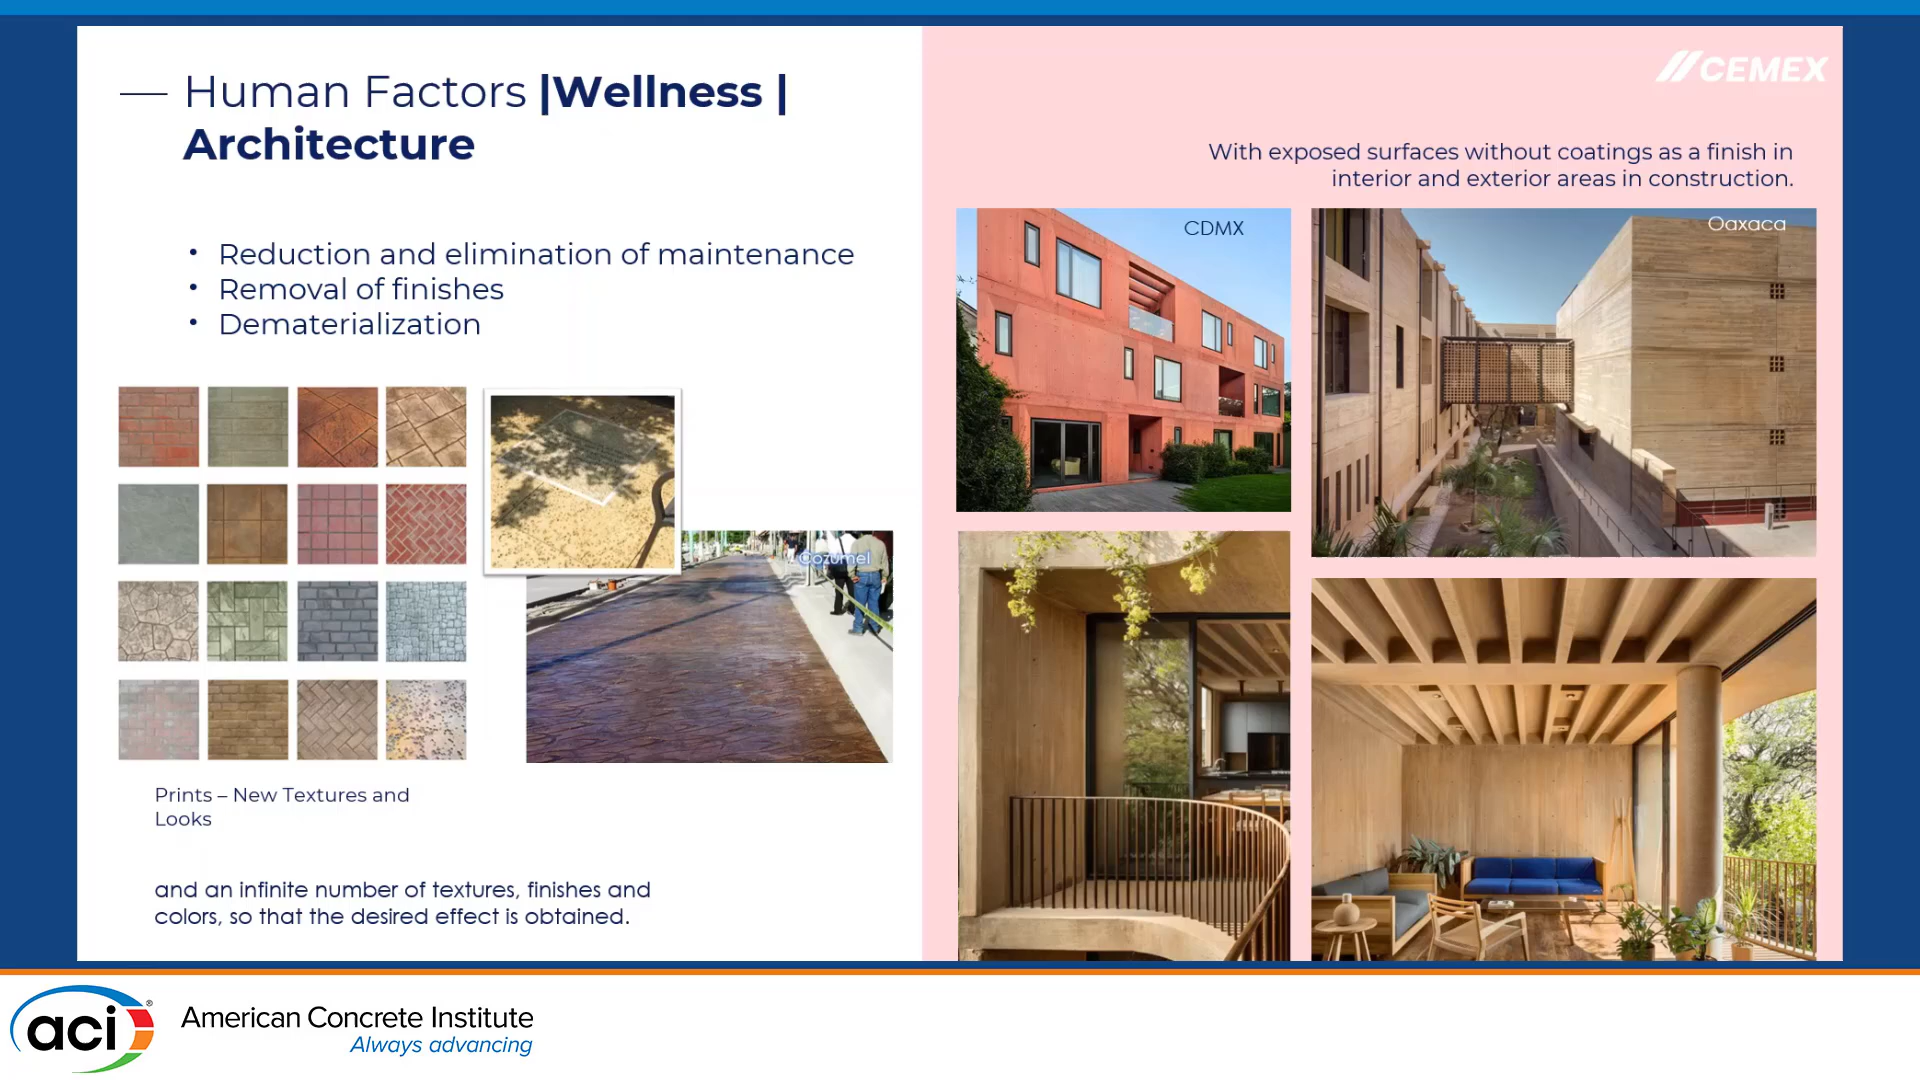 Human Factors |Wellness |
Architecture
• Reduction and elimination of maintenance
• Removal of finishes
• Dematerialization
Cozumel
Prints – New Textures and
Looks
and an infinite number of textures, finishes and
colors, so that the desired effect is obtained.
CEMEX
With exposed surfaces without coatings as a finish in
interior and exterior areas in construction.
CDMX
Oaxaca
aci®
American Concrete Institute
Always advancing